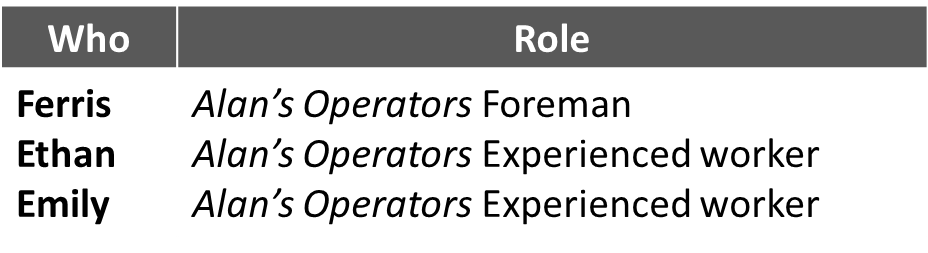 Who Role
Ferris Alan's Operators Foreman
Ethan Alan's Operators Experienced worker
Emily Alan's Operators Experienced worker